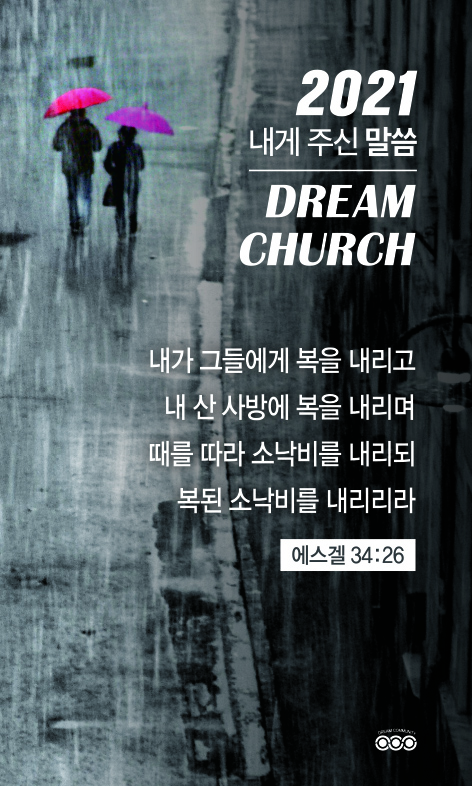 2021
내게 주신 말씀
DREAM
CHURCH
내가 그들에게 복을 내리고
내 산 사방에 복을 내리며
때를 따라 소낙비를 내리되
복된 소낙비를 내리리라
에스겔 34:26
DREAM COMMUNITY